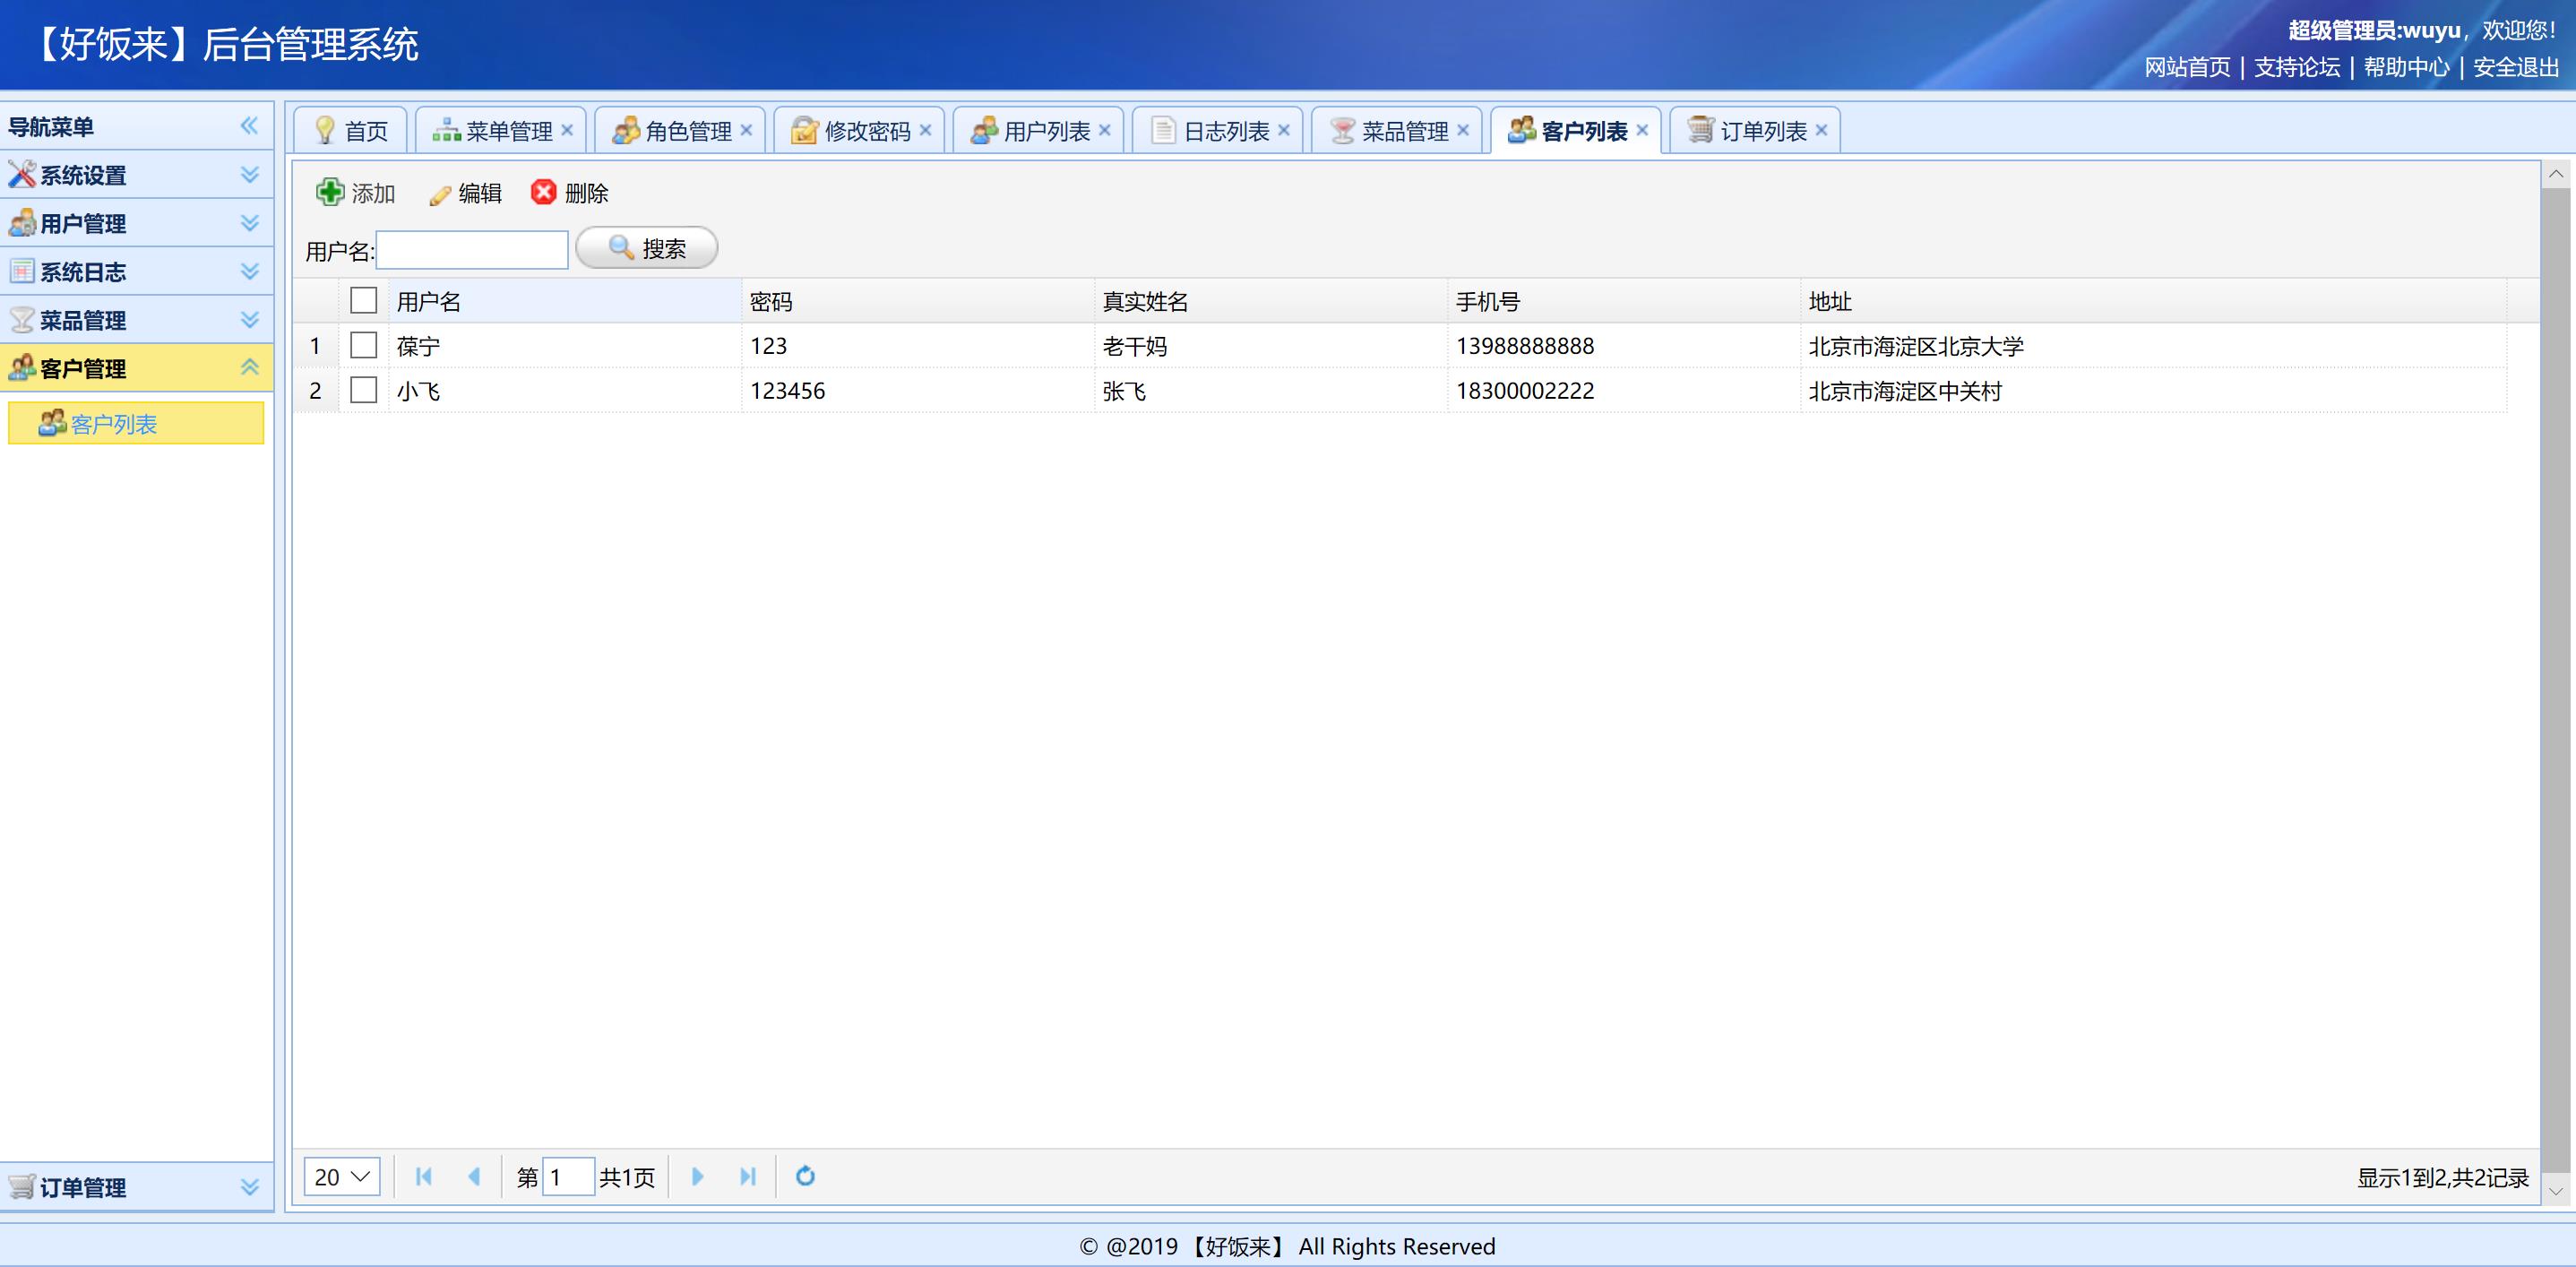 【好饭来】后台管理系统
超级管理员:wuyu，欢迎您！
网站首页 | 支持论坛 | 帮助中心 | 安全退出
导航菜单
系统设置
用户管理
系统日志
菜品管理
客户管理
客户列表
订单管理
首页 菜单管理 角色管理 修改密码 用户列表 日志列表 菜品管理 客户列表 订单列表
添加 编辑 删除
用户名: 搜索
用户名 密码 真实姓名 手机号 地址
1 葆宁 123 老干妈 13988888888 北京市海淀区北京大学
2 小飞 123456 张飞 18300002222 北京市海淀区中关村
20 第 1 共1页 显示1到2,共2记录
© @2019 【好饭来】 All Rights Reserved